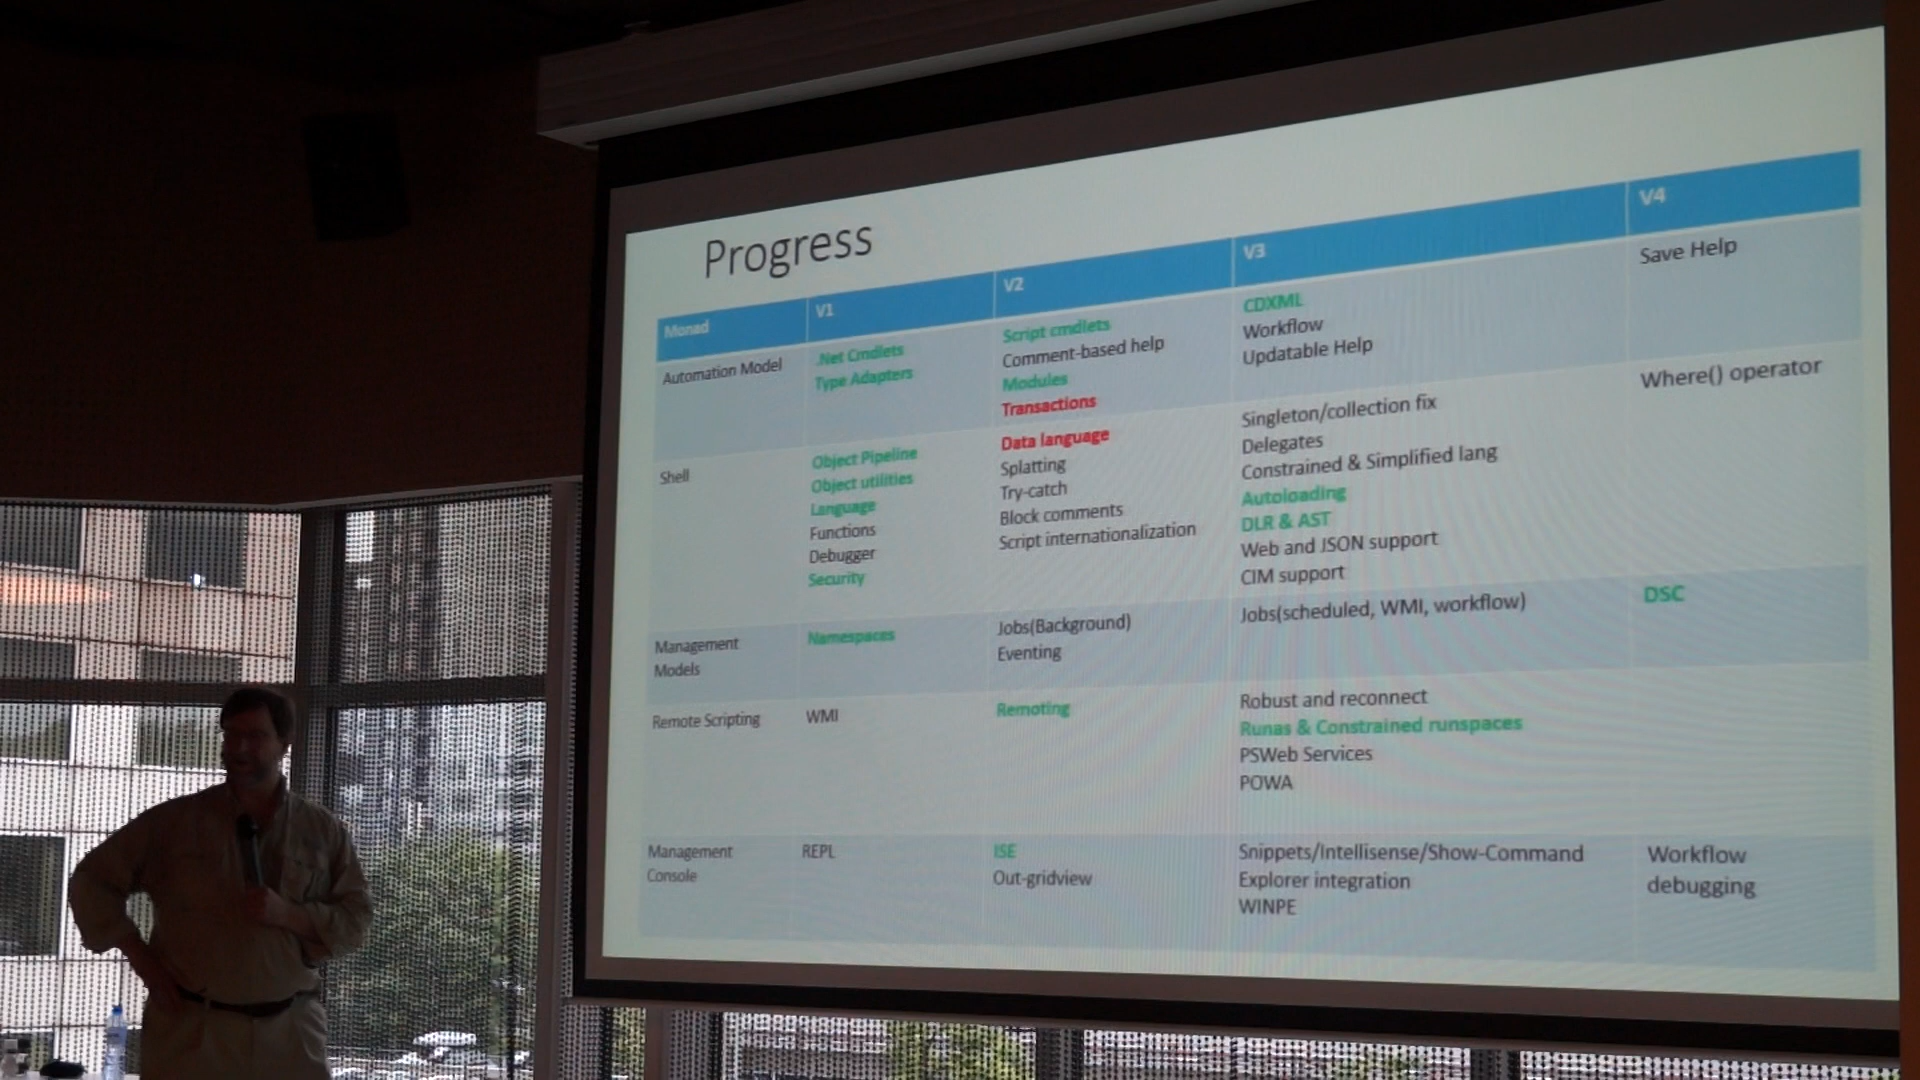 Progress
Monad
V1
V2
V3
V4
Automation Model
.Net Cmdlets
Type Adapters
Script cmdlets
Comment-based help
Modules
Transactions
CDXML
Workflow
Updatable Help
Save Help
Shell
Object Pipeline
Object utilities
Language
Functions
Debugger
Security
Data language
Splatting
Try-catch
Block comments
Script internationalization
Singleton/collection fix
Delegates
Constrained & Simplified lang
Autoloading
DLR & AST
Web and JSON support
CIM support
Where() operator
Management
Models
Namespaces
Jobs(Background)
Eventing
Jobs(scheduled, WMI, workflow)
DSC
Remote Scripting
WMI
Remoting
Robust and reconnect
Runas & Constrained runspaces
PSWeb Services
POWA
Management
Console
REPL
ISE
Out-gridview
Snippets/Intellisense/Show-Command
Explorer integration
WINPE
Workflow
debugging